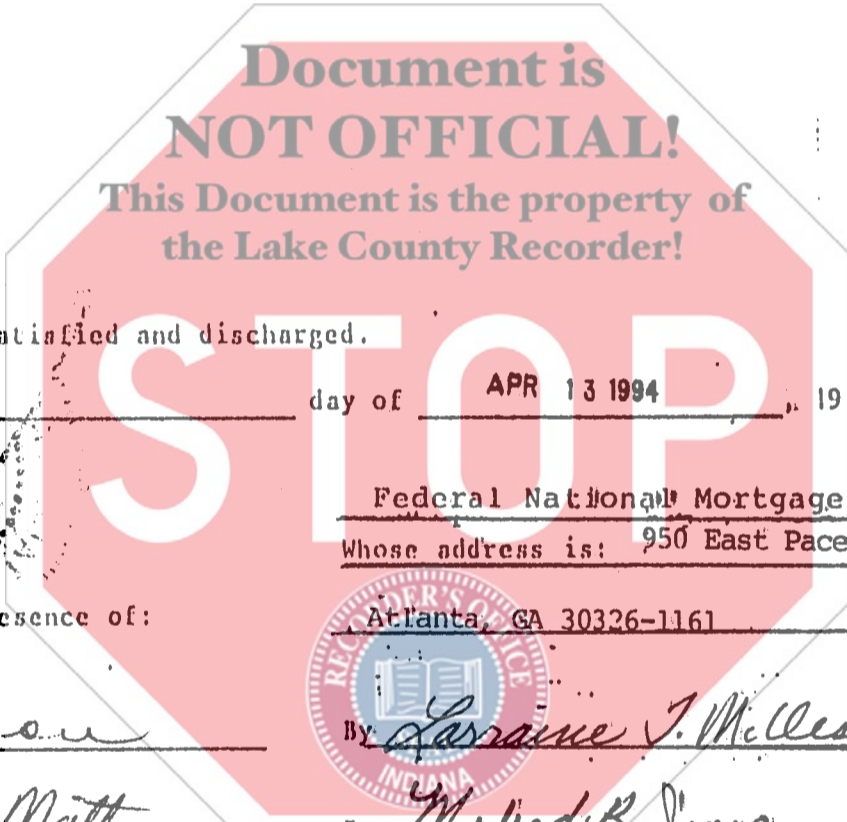 Document is
NOT OFFICIAL!
This Document is the property of
the Lake County Recorder!
STOP
atisfied and discharged.
day of APR 13 1994, 19
Federal National Mortgage
Whose address is: 950 East Pace
esence of:
Atlanta, GA 30326-1161
RECORDER'S OFFICE
By Larraine T.
INDIANA
Matt